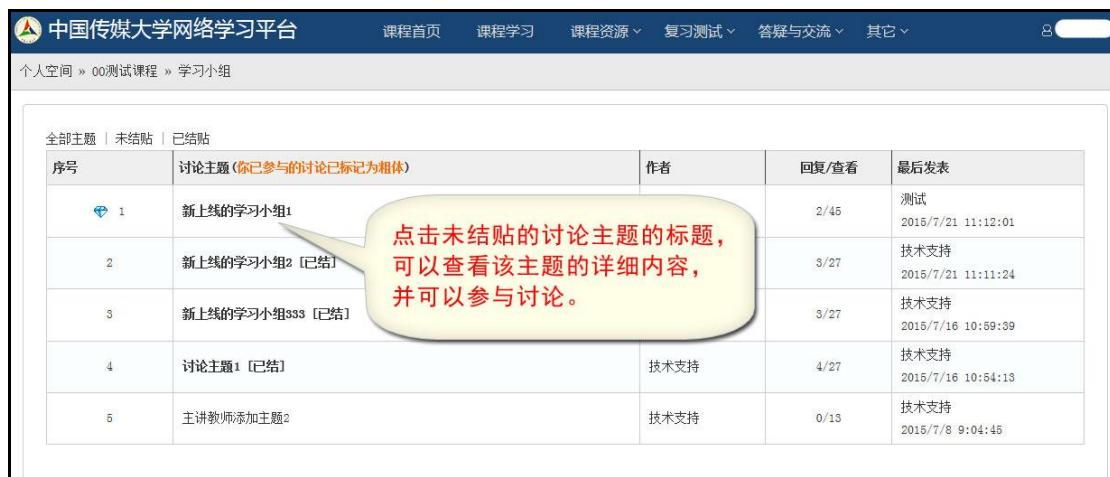 中国传媒大学网络学习平台 课程首页 课程学习 课程资源 复习测试 答疑与交流 其它
个人空间 » 00测试课程 » 学习小组
全部主题 | 未结贴 | 已结贴
序号 讨论主题(你已参与的讨论已标记为粗体) 作者 回复/查看 最后发表
1 新上线的学习小组1 2/45 测试
2015/7/21 11:12:01
2 新上线的学习小组2 [已结] 3/27 技术支持
2015/7/21 11:11:24
3 新上线的学习小组333 [已结] 3/27 技术支持
2015/7/16 10:59:39
4 讨论主题1 [已结] 技术支持 4/27 技术支持
2015/7/16 10:54:13
5 主讲教师添加主题2 技术支持 0/13 技术支持
2015/7/8 9:04:45
点击未结贴的讨论主题的标题，
可以查看该主题的详细内容，
并可以参与讨论。